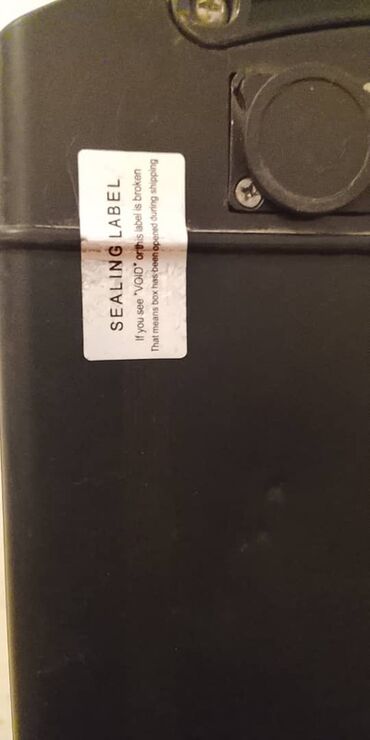 SEALING LABEL
If you see "VOID" or this label is broken
That means box has been opened during shipping